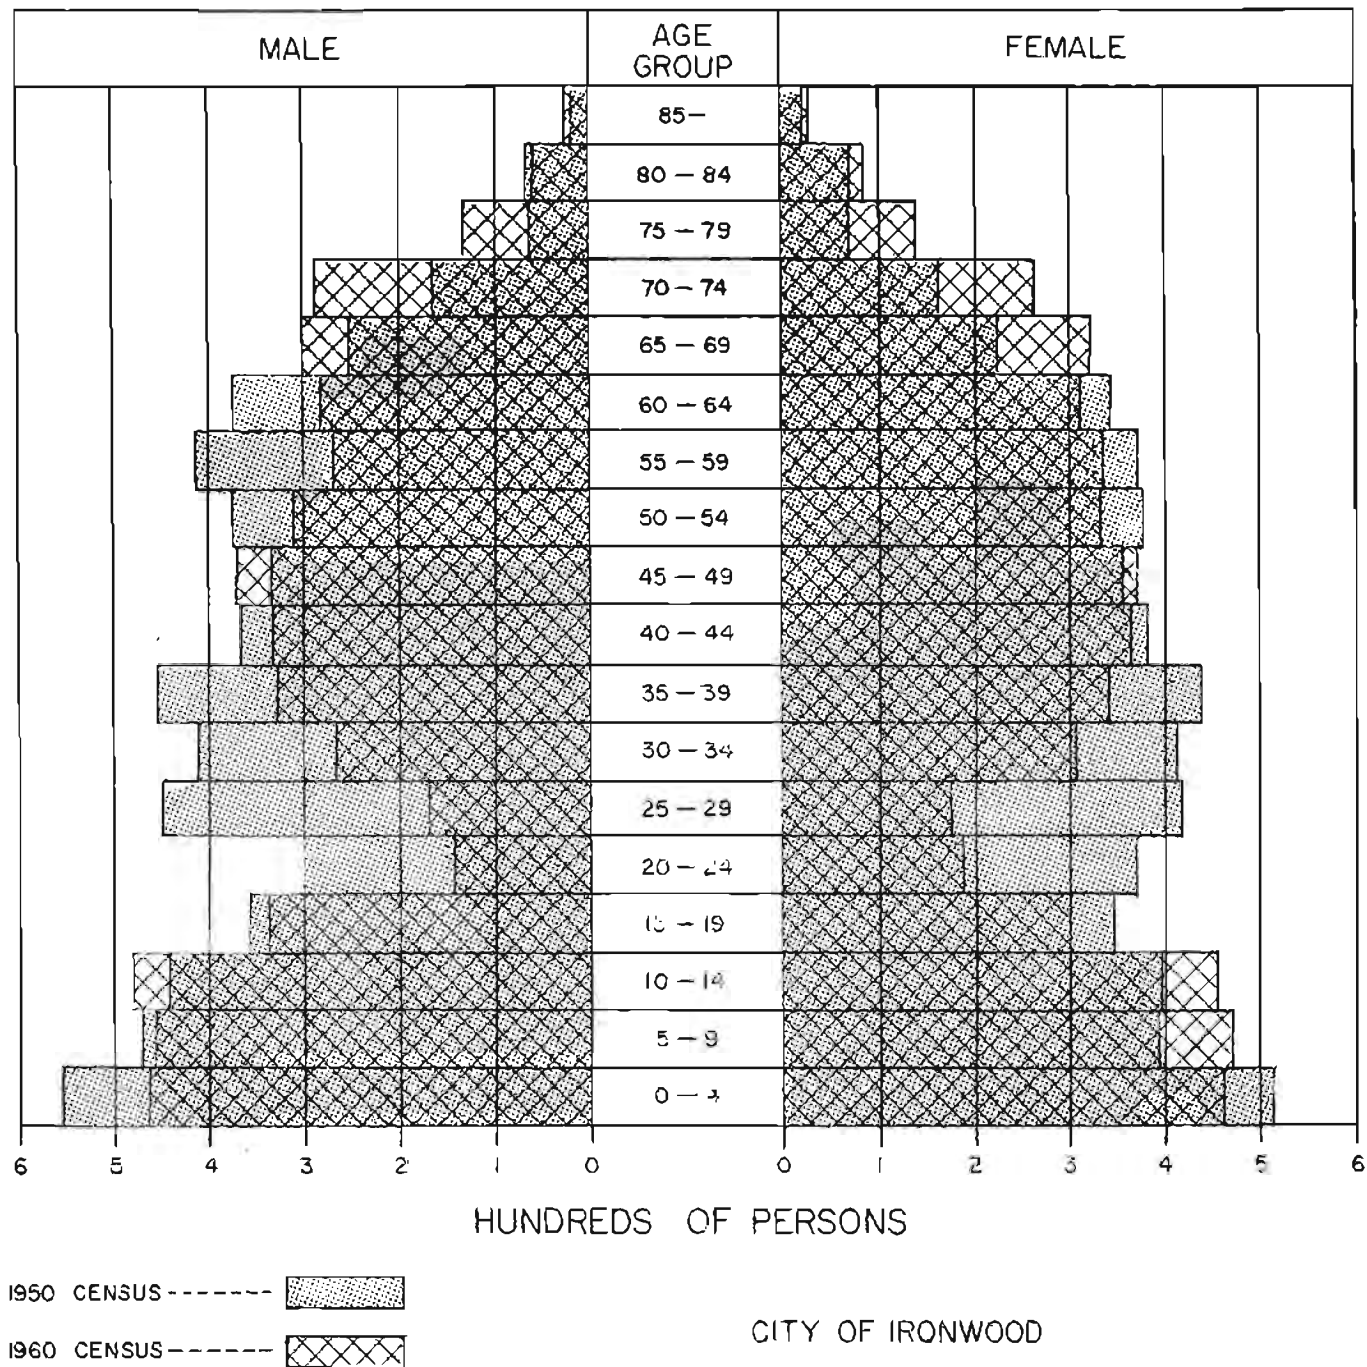 MALE
AGE GROUP
FEMALE
85—
80 — 84
75 — 79
70 — 74
65 — 69
60 — 64
55 — 59
50 — 54
45 — 49
40 — 44
35 — 39
30 — 34
25 — 29
20 —
— 19
10 — 14
5 — 9
0 —
6 5 4 3 2 1 0 0 1 2 3 4 5 6
HUNDREDS OF PERSONS
1950 CENSUS
1960 CENSUS
CITY OF IRONWOOD